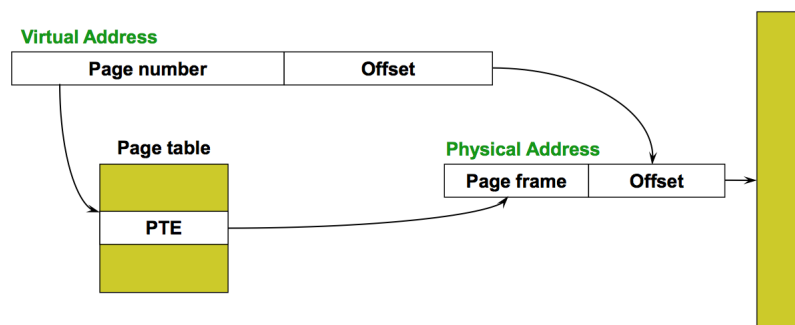 Virtual Address
Page number
Offset
Page table
Physical Address
Page frame
Offset
PTE